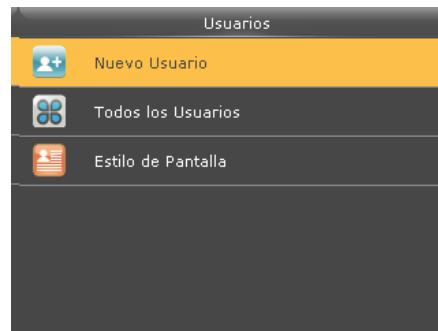 Usuarios
Nuevo Usuario
Todos los Usuarios
Estilo de Pantalla